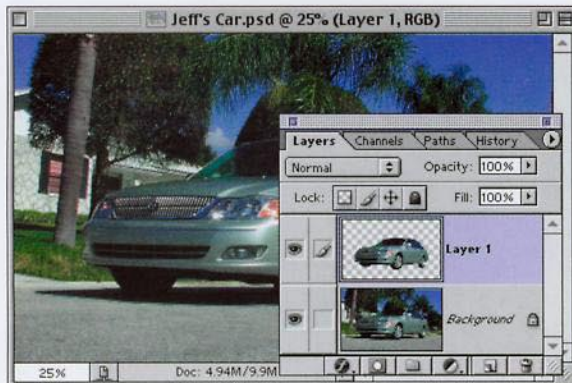 Jeff's Car.psd @ 25% (Layer 1, RGB)
Layers Channels Paths History
Normal Opacity: 100%
Lock: Fill: 100%
Layer 1
Background
25% Doc: 4.94M/9.9M